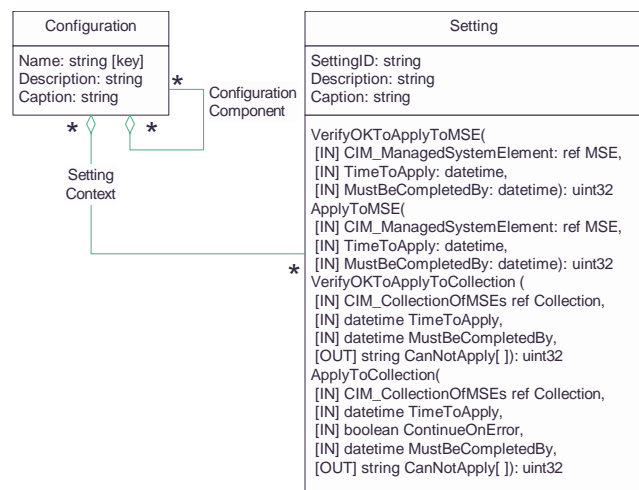 Configuration
Name: string [key]
Description: string
Caption: string
*
Configuration
Component
*
*
Setting
Context
*
Setting
SettingID: string
Description: string
Caption: string
VerifyOKToApplyToMSE(
[IN] CIM_ManagedSystemElement: ref MSE,
[IN] TimeToApply: datetime,
[IN] MustBeCompletedBy: datetime): uint32
ApplyToMSE(
[IN] CIM_ManagedSystemElement: ref MSE,
[IN] TimeToApply: datetime,
[IN] MustBeCompletedBy: datetime): uint32
VerifyOKToApplyToCollection (
[IN] CIM_CollectionOfMSEs ref Collection,
[IN] datetime TimeToApply,
[IN] datetime MustBeCompletedBy,
[OUT] string CanNotApply[ ]): uint32
ApplyToCollection(
[IN] CIM_CollectionOfMSEs ref Collection,
[IN] datetime TimeToApply,
[IN] boolean ContinueOnError,
[IN] datetime MustBeCompletedBy,
[OUT] string CanNotApply[ ]): uint32